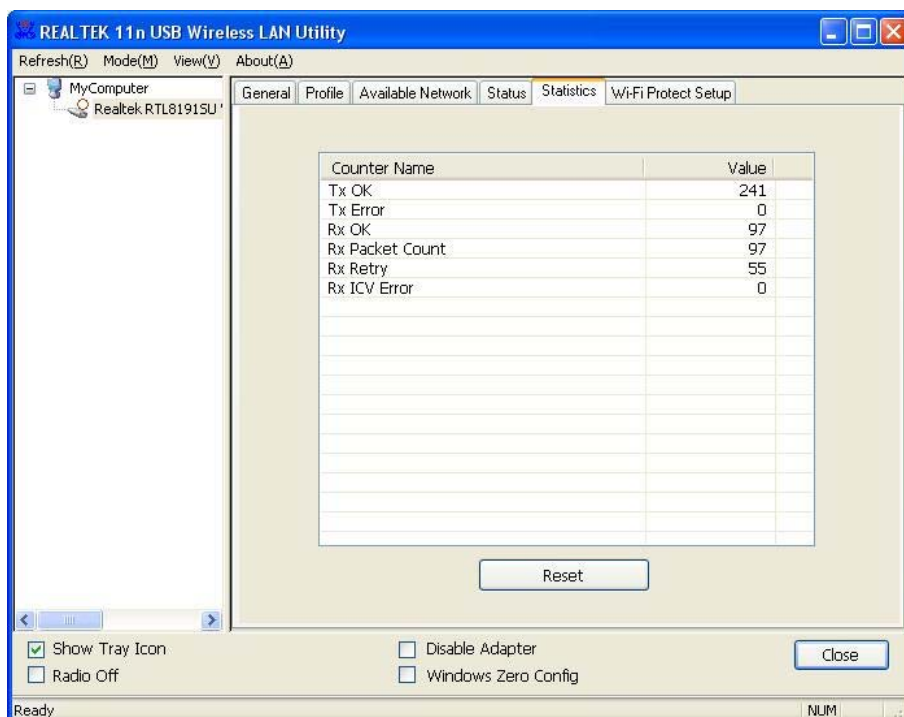 REALTEK 11n USB Wireless LAN Utility
Refresh(R) Mode(M) View(V) About(A)
MyComputer
Realtek RTL8191SU '
General Profile Available Network Status Statistics Wi-Fi Protect Setup
Counter Name Value
Tx OK 241
Tx Error 0
Rx OK 97
Rx Packet Count 97
Rx Retry 55
Rx ICV Error 0
Reset
Show Tray Icon Disable Adapter
Radio Off Windows Zero Config
Close
Ready NUM